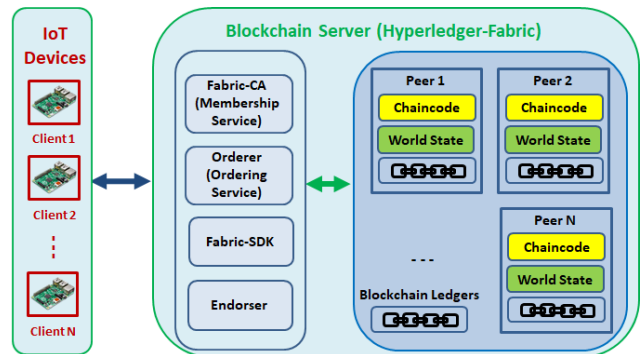 IoT
Devices
Client 1
Client 2
Client N
Blockchain Server (Hyperledger-Fabric)
Fabric-CA
(Membership
Service)
Orderer
(Ordering
Service)
Fabric-SDK
Endorser
Peer 1
Chaincode
World State
Peer 2
Chaincode
World State
- - -
Blockchain Ledgers
Peer N
Chaincode
World State